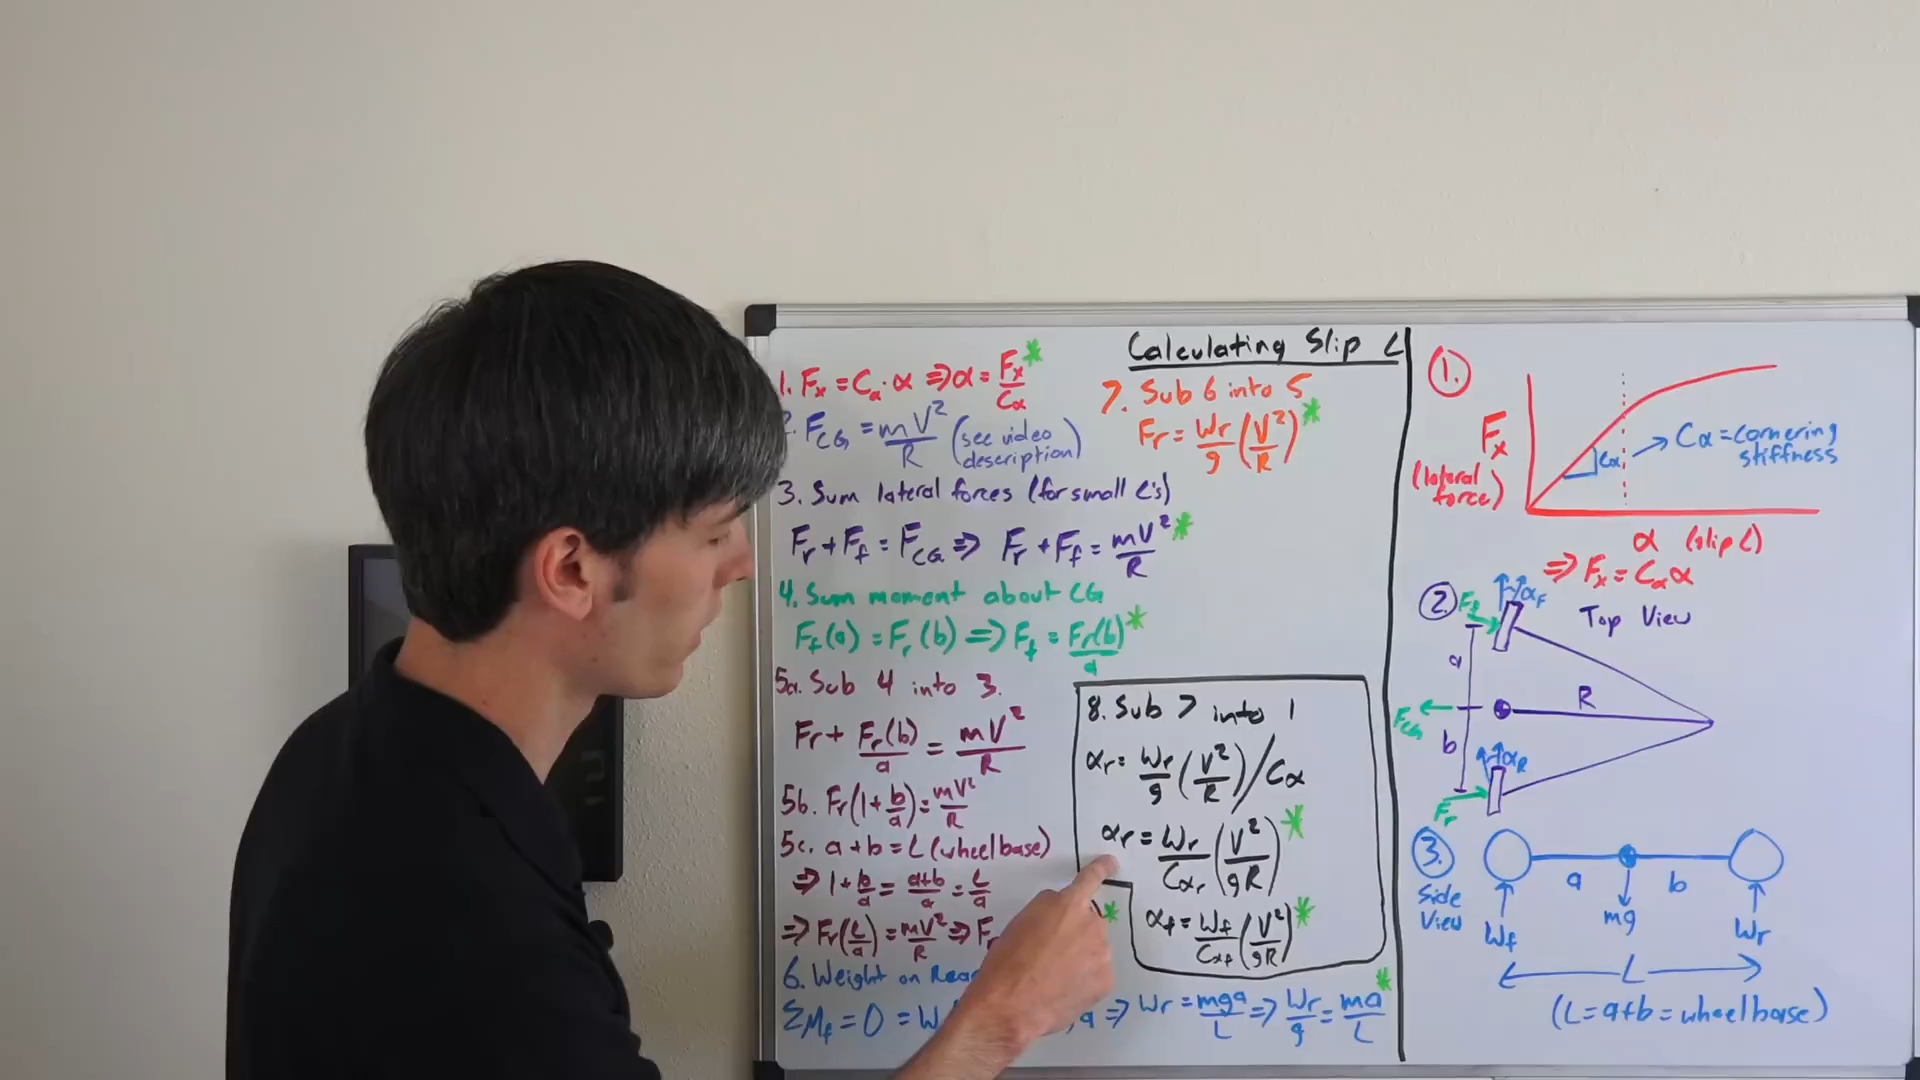 Calculating Slip ∠
1. Fx = Cα · α ⇒ α = Fx/Cα *
2. FCG = mV²/R (see video description)
3. Sum lateral forces (for small ∠'s)
Fr + Ff = FCG ⇒ Fr + Ff = mV²/R *
4. Sum moment about CG
Ff(a) = Fr(b) ⇒ Ff = Fr(b)/a *
5a. Sub 4 into 3.
Fr + Fr(b)/a = mV²/R
5b. Fr(1+b/a) = mV²/R
5c. a+b = L (wheelbase)
⇒ 1+b/a = a+b/a = L/a
⇒ Fr(L/a) = mV²/R ⇒ Fr
6. Weight on Rea
ΣMf = 0 = W
a ⇒ Wr = mga/L ⇒ Wr/g = ma/L *
7. Sub 6 into 5
Fr = Wr/g (V²/R) *
8. Sub 7 into 1
αr = Wr/g (V²/R)/Cα
αr = Wr/Cαr (V²/gR) *
αf = Wf/Cαf (V²/gR) *
1.
Fx
(lateral force)
Cα
→ Cα = cornering stiffness
α (slip ∠)
⇒ Fx = Cα α
2.
Top View
Ff
αF
a
R
FCG
b
αR
Fr
3.
Side View
a
b
mg
Wf
Wr
L
(L = a+b = wheelbase)